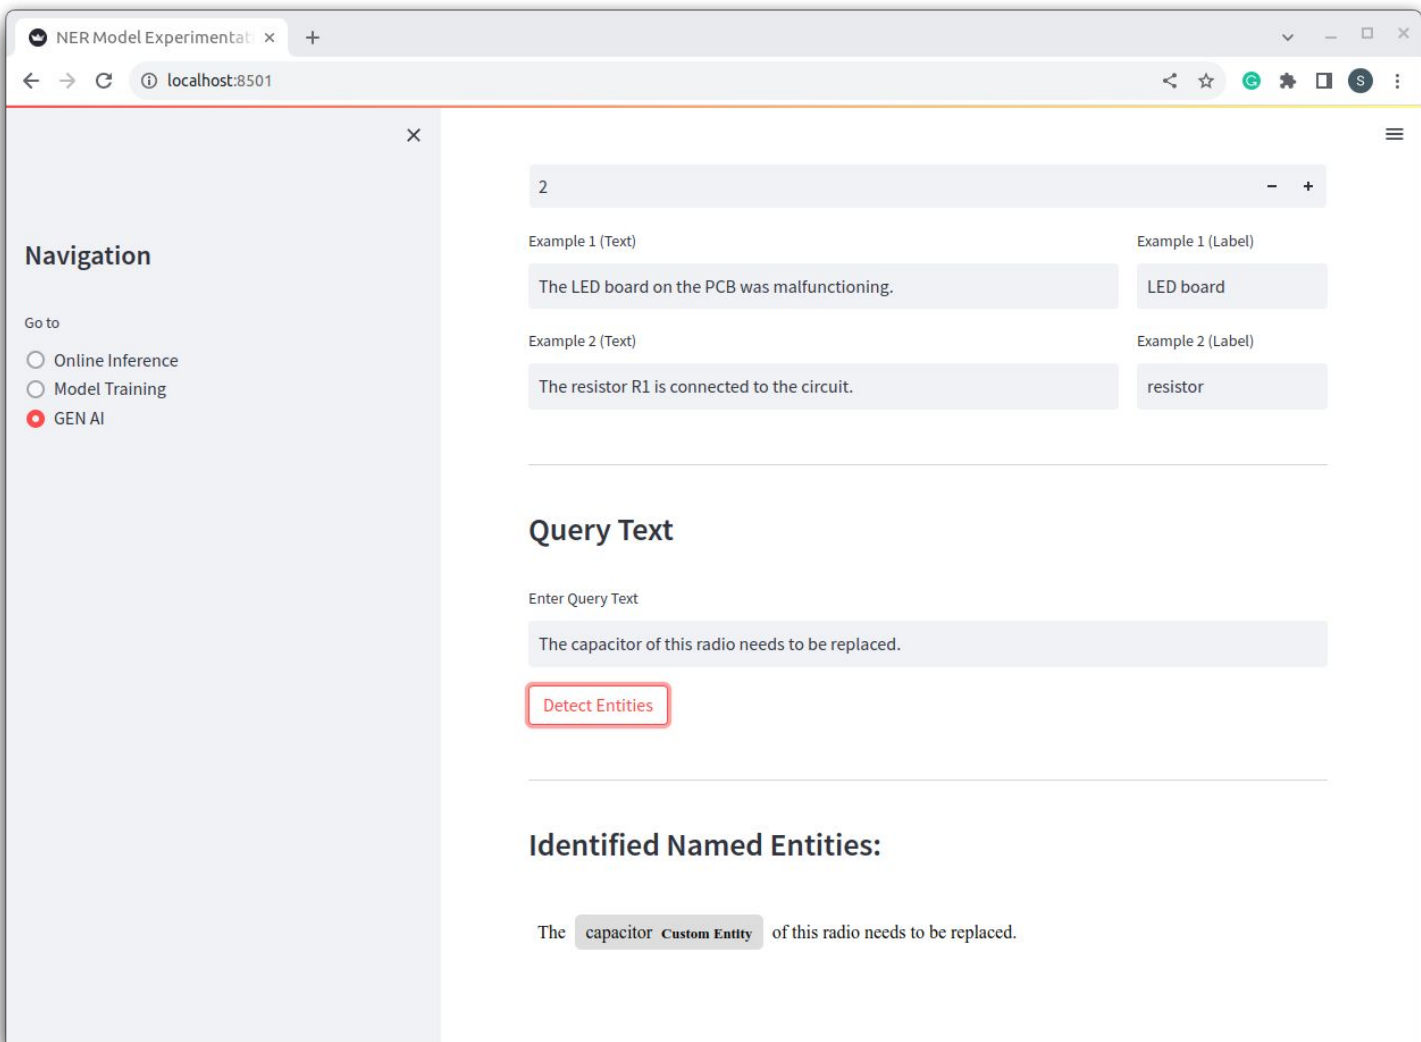 NER Model Experimentat
localhost:8501
S
Navigation
Go to
Online Inference
Model Training
GEN AI
2
Example 1 (Text)
Example 1 (Label)
The LED board on the PCB was malfunctioning.
LED board
Example 2 (Text)
Example 2 (Label)
The resistor R1 is connected to the circuit.
resistor
Query Text
Enter Query Text
The capacitor of this radio needs to be replaced.
Detect Entities
Identified Named Entities:
The capacitor Custom Entity of this radio needs to be replaced.